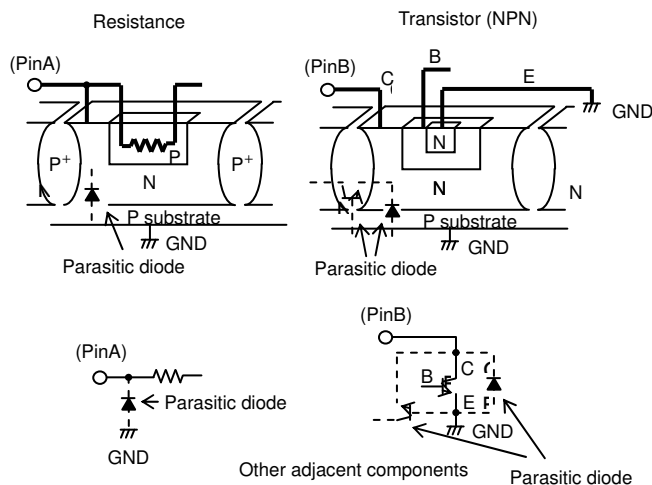 Resistance
Transistor (NPN)
(PinA)
(PinB)
C
B
E
GND
P+
P
P+
N
N
N
N
P substrate
P substrate
GND
GND
Parasitic diode
Parasitic diode
(PinA)
Parasitic diode
GND
(PinB)
C
B
E
GND
Other adjacent components
Parasitic diode